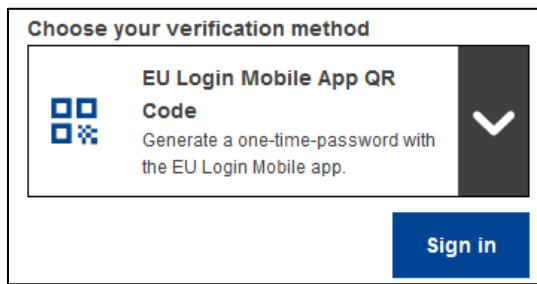 Choose your verification method
EU Login Mobile App QR
Code
Generate a one-time-password with
the EU Login Mobile app.
Sign in